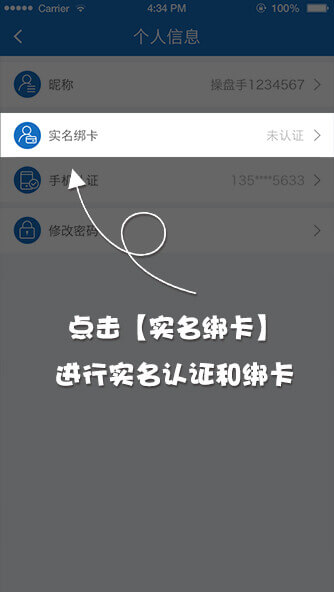 Carrier 4:34 PM 100%
个人信息
昵称 操盘手1234567
实名绑卡 未认证
手机认证 135****5633
修改密码
点击【实名绑卡】
进行实名认证和绑卡